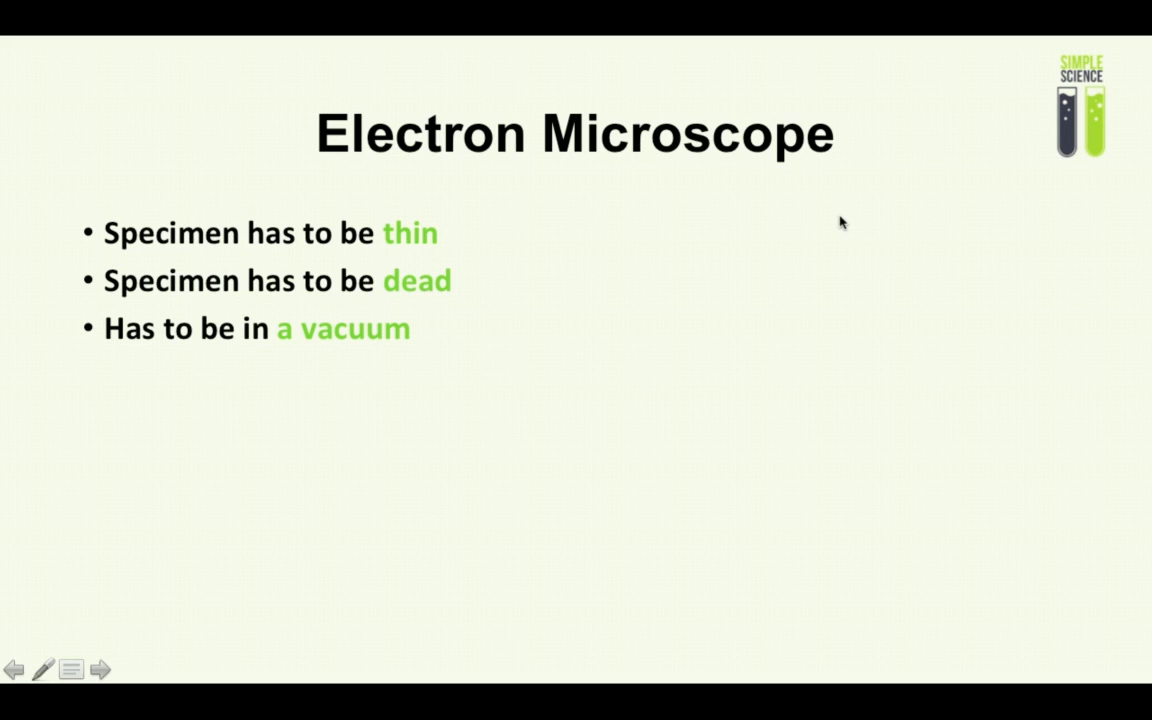 SIMPLE
SCIENCE
Electron Microscope
• Specimen has to be thin
• Specimen has to be dead
• Has to be in a vacuum